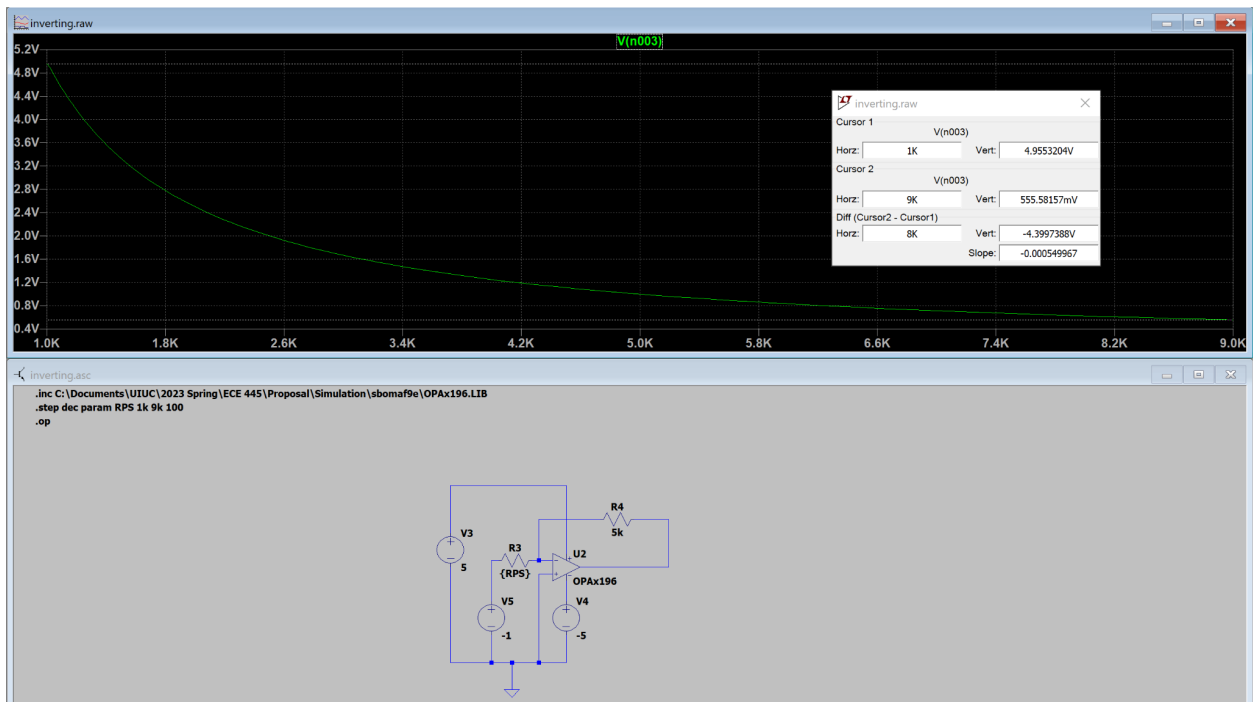 inverting.raw
V(n003)
5.2V
4.8V
4.4V
4.0V
3.6V
3.2V
2.8V
2.4V
2.0V
1.6V
1.2V
0.8V
0.4V
1.0K 1.8K 2.6K 3.4K 4.2K 5.0K 5.8K 6.6K 7.4K 8.2K 9.0K
inverting.raw
Cursor 1
V(n003)
Horz: 1K Vert: 4.9553204V
Cursor 2
V(n003)
Horz: 9K Vert: 555.58157mV
Diff (Cursor2 - Cursor1)
Horz: 8K Vert: -4.3997388V
Slope: -0.000549967
inverting.asc
.inc C:\Documents\UIUC\2023 Spring\ECE 445\Proposal\Simulation\sbomaf9e\OPAx196.LIB
.step dec param RPS 1k 9k 100
.op
R4
5k
V3
5
R3
{RPS}
U2
OPAx196
V5
-1
V4
-5